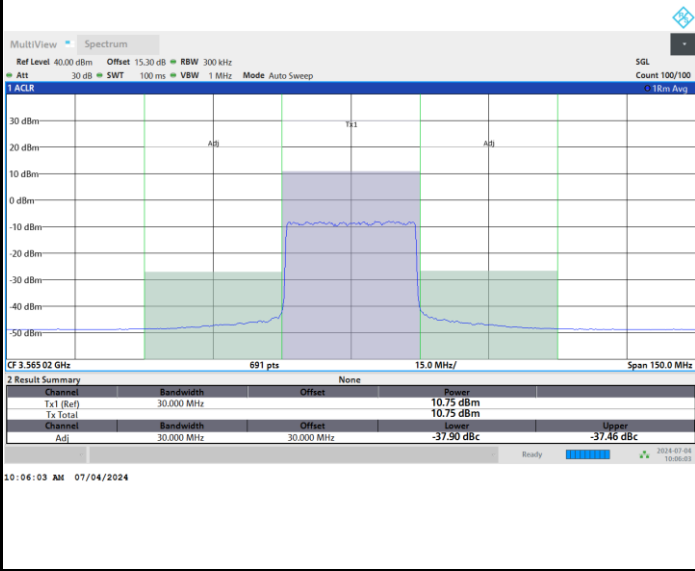 MultiView Spectrum
Ref Level 40.00 dBm Offset 15.30 dB RBW 300 kHz SGL
Att 30 dB SWT 100 ms VBW 1 MHz Mode Auto Sweep Count 100/100
1 ACLR 1Rm Avg
30 dBm
Tx1
20 dBm
Adj Adj
10 dBm
0 dBm
-10 dBm
-20 dBm
-30 dBm
-40 dBm
-50 dBm
CF 3.565 02 GHz 691 pts 15.0 MHz/ Span 150.0 MHz
2 Result Summary None
Channel Bandwidth Offset Power
Tx1 (Ref) 30.000 MHz 10.75 dBm
Tx Total 10.75 dBm
Channel Bandwidth Offset Lower Upper
Adj 30.000 MHz 30.000 MHz -37.90 dBc -37.46 dBc
Ready 2024-07-04
10:06:03
10:06:03 AM 07/04/2024